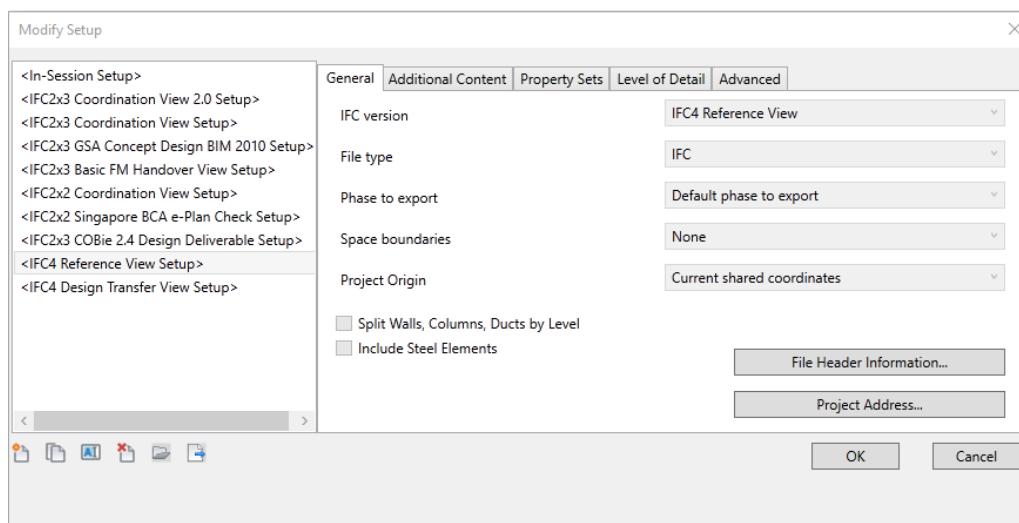 Modify Setup
<In-Session Setup>
<IFC2x3 Coordination View 2.0 Setup>
<IFC2x3 Coordination View Setup>
<IFC2x3 GSA Concept Design BIM 2010 Setup>
<IFC2x3 Basic FM Handover View Setup>
<IFC2x2 Coordination View Setup>
<IFC2x2 Singapore BCA e-Plan Check Setup>
<IFC2x3 COBie 2.4 Design Deliverable Setup>
<IFC4 Reference View Setup>
<IFC4 Design Transfer View Setup>
General Additional Content Property Sets Level of Detail Advanced
IFC version IFC4 Reference View
File type IFC
Phase to export Default phase to export
Space boundaries None
Project Origin Current shared coordinates
Split Walls, Columns, Ducts by Level
Include Steel Elements
File Header Information...
Project Address...
OK Cancel